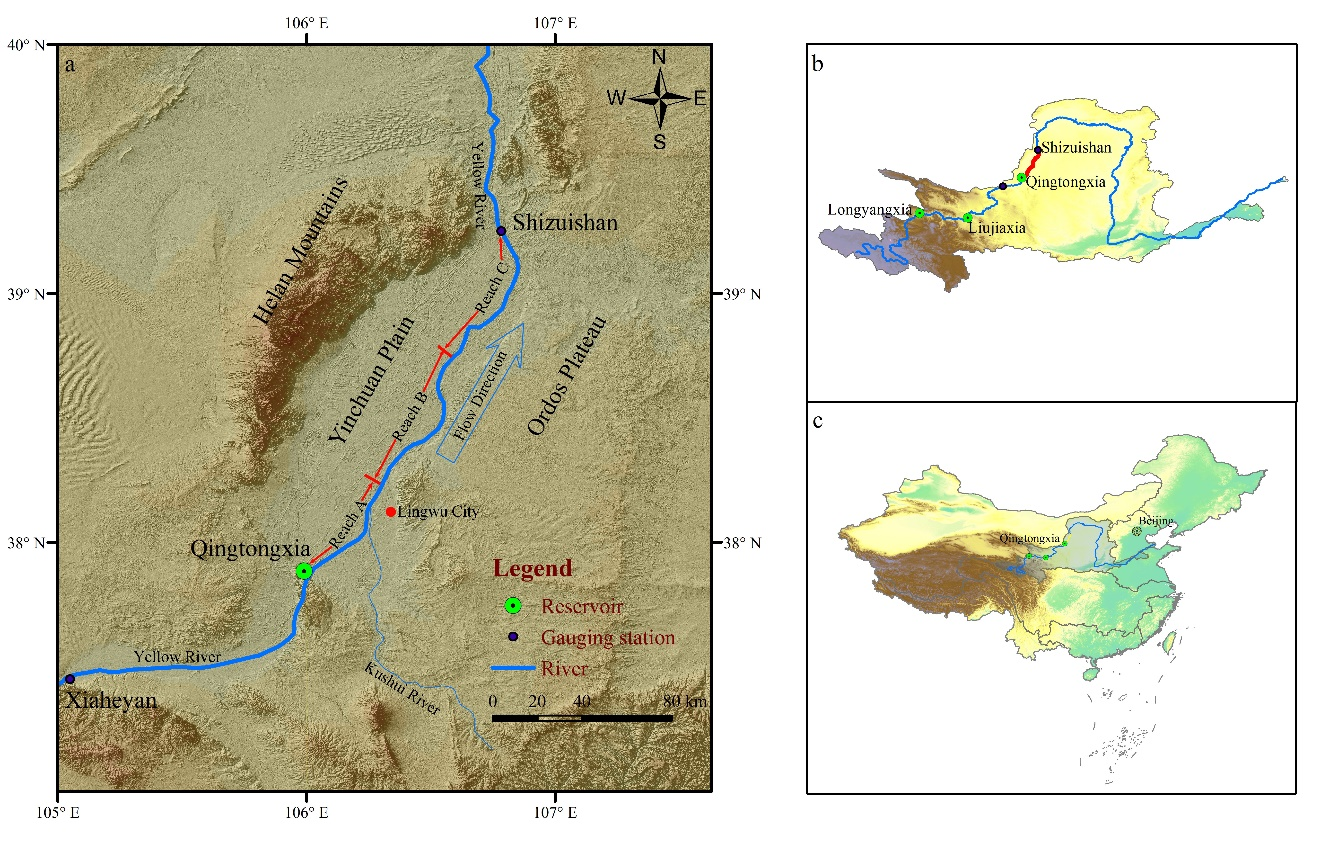 106° E
107° E
40° N
a
N
W
E
S
Yellow River
Shizuishan
Helan Mountains
39° N
39° N
Reach C
Yinchuan Plain
Ordos Plateau
Flow Direction
Reach B
Reach A
Lingwu City
38° N
38° N
Qingtongxia
Legend
Reservoir
Gauging station
River
Yellow River
Kushui River
Xiaheyan
0 20 40 80 km
105° E
106° E
107° E
b
Shizuishan
Qingtongxia
Longyangxia
Liujiaxia
c
Beijing
Qingtongxia